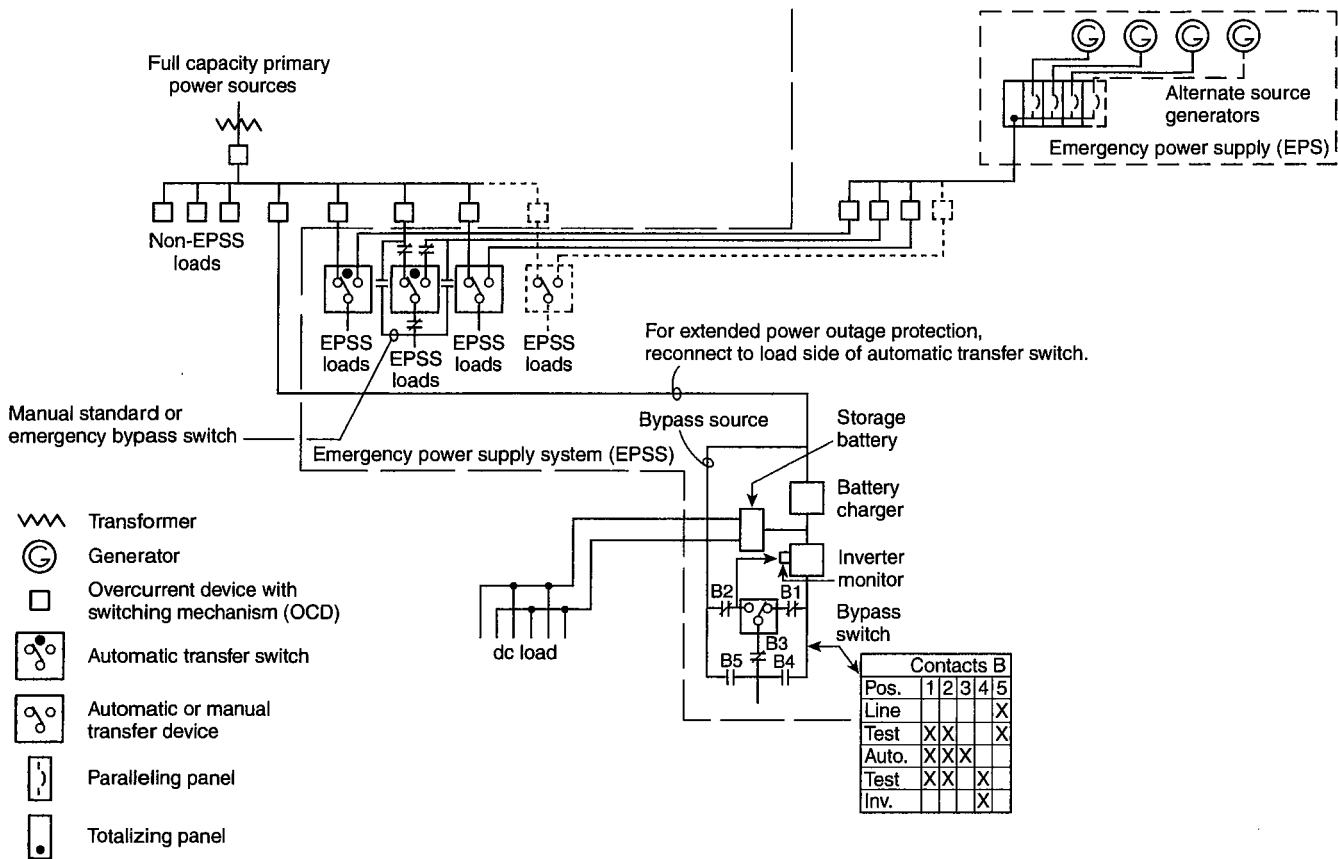 Full capacity primary
power sources
G G G G
Alternate source
generators
Emergency power supply (EPS)
Non-EPSS
loads
EPSS
loads
EPSS
loads
EPSS
loads
EPSS
loads
For extended power outage protection,
reconnect to load side of automatic transfer switch.
Manual standard or
emergency bypass switch
Bypass source
Storage
battery
Emergency power supply system (EPSS)
Battery
charger
Inverter
monitor
B2 B1
Bypass
switch
B3
B5 B4
dc load
Transformer
G Generator
Overcurrent device with
switching mechanism (OCD)
Automatic transfer switch
Automatic or manual
transfer device
Paralleling panel
Totalizing panel
Contacts B
Pos. 1 2 3 4 5
Line X
Test X X X
Auto. X X X
Test X X X
Inv. X